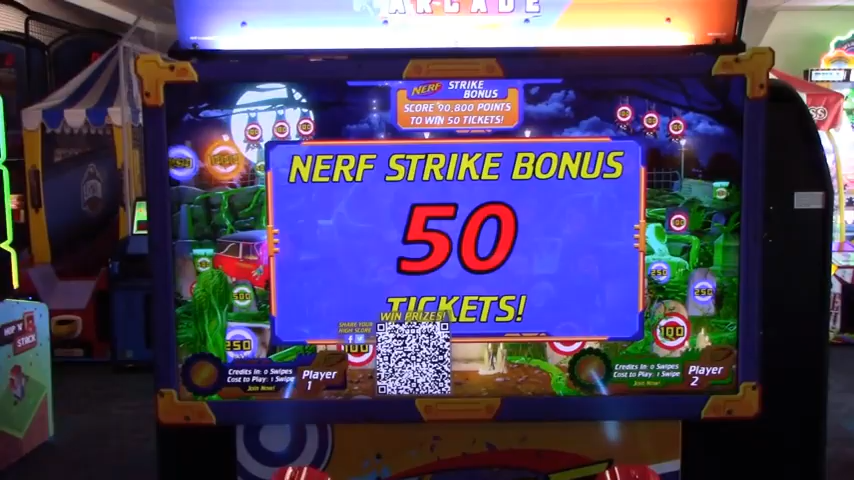 ARCADE
NERF STRIKE
BONUS
SCORE 90,800 POINTS
TO WIN 50 TICKETS!
NERF STRIKE BONUS
50
TICKETS!
WIN PRIZES!
SHARE YOUR
HIGH SCORE
500
250
100
250
250
100
Credits In: 0 Swipes
Cost to Play: 1 Swipe
Join Now!
Player
1
Credits In: 0 Swipes
Cost to Play: 1 Swipe
Join Now!
Player
2
HOP 'N'
STACK